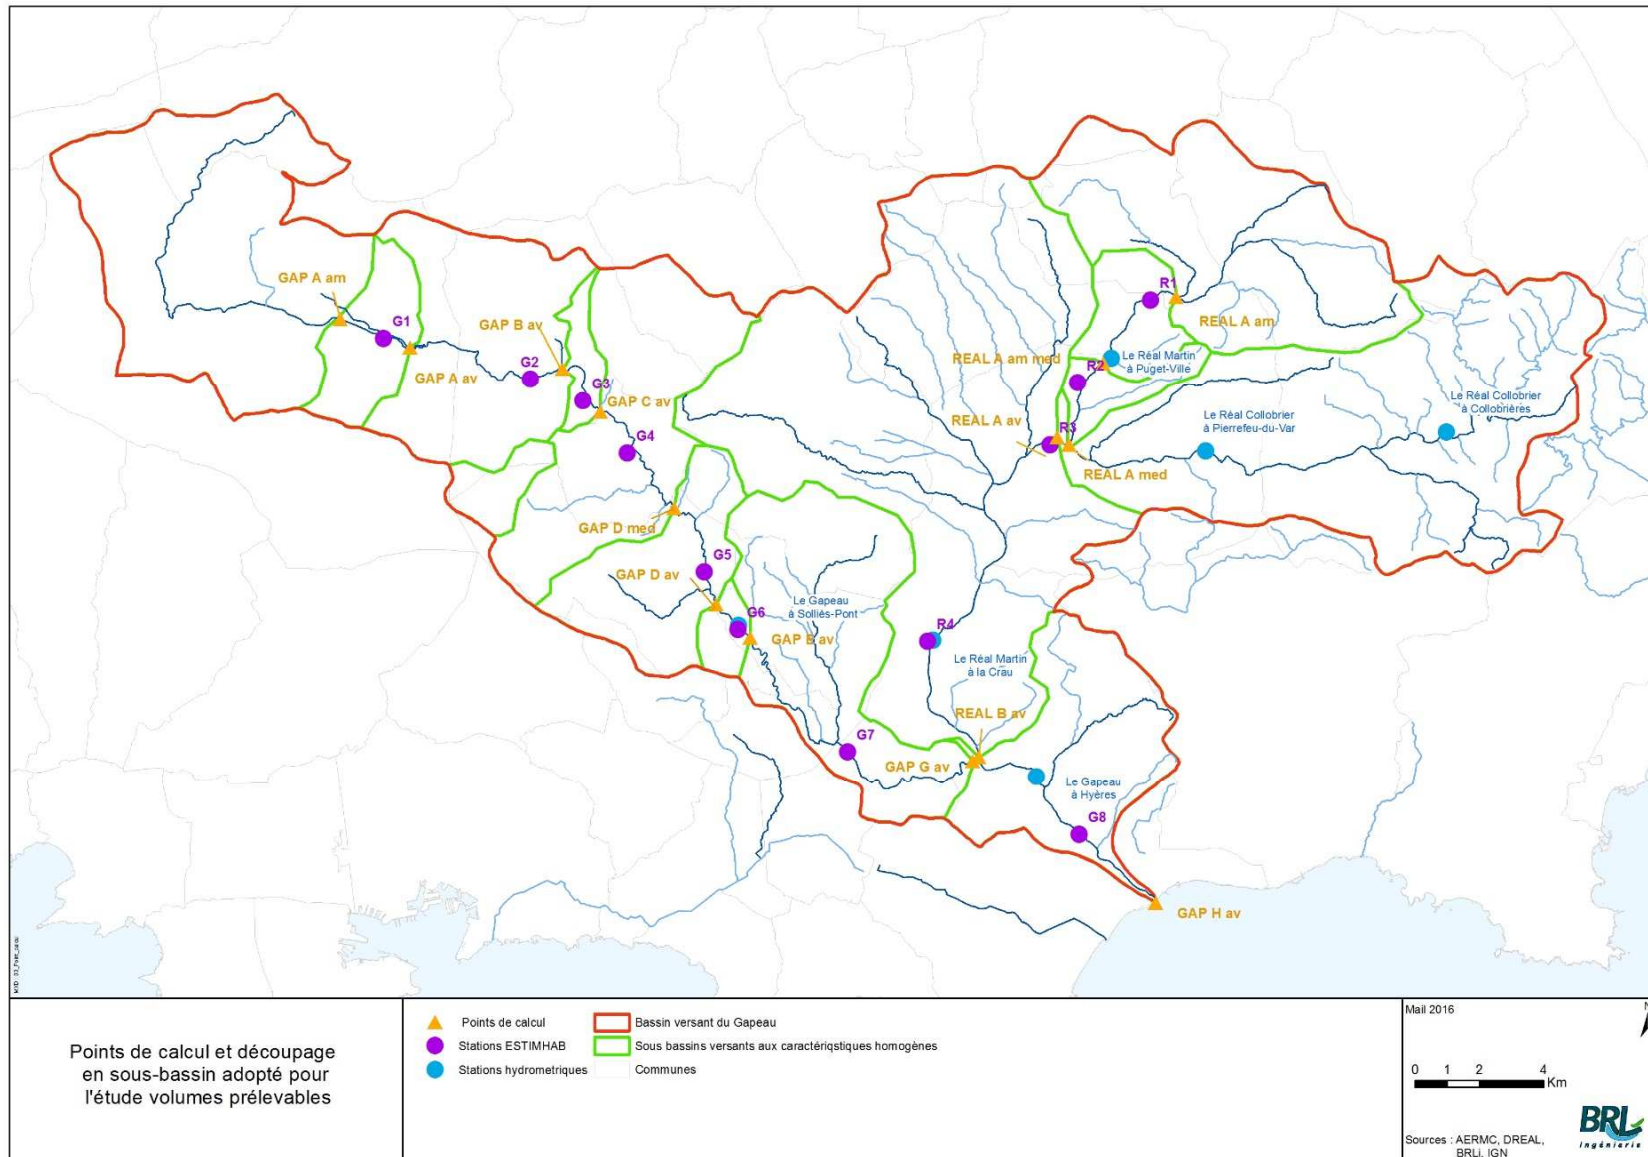 GAP A am
G1
GAP A av
GAP B av
G2
G3
GAP C av
G4
GAP D med
G5
GAP D av
G6
GAP E av
Le Gapeau
à Solliès-Pont
G7
GAP G av
REAL B av
R4
Le Réal Martin
à la Crau
Le Gapeau
à Hyères
G8
GAP H av
R1
REAL A am
REAL A am med
R2
Le Réal Martin
à Puget-Ville
REAL A av
R3
REAL A med
Le Réal Collobrier
à Pierrefeu-du-Var
Le Réal Collobrier
à Collobrières
Points de calcul et découpage
en sous-bassin adopté pour
l'étude volumes prélevables
Points de calcul
Stations ESTIMHAB
Stations hydrometriques
Bassin versant du Gapeau
Sous bassins versants aux caractériqstiques homogènes
Communes
Mail 2016
N
0 1 2 4
Km
Sources : AERMC, DREAL,
BRLi, IGN
BRL
Ingénierie